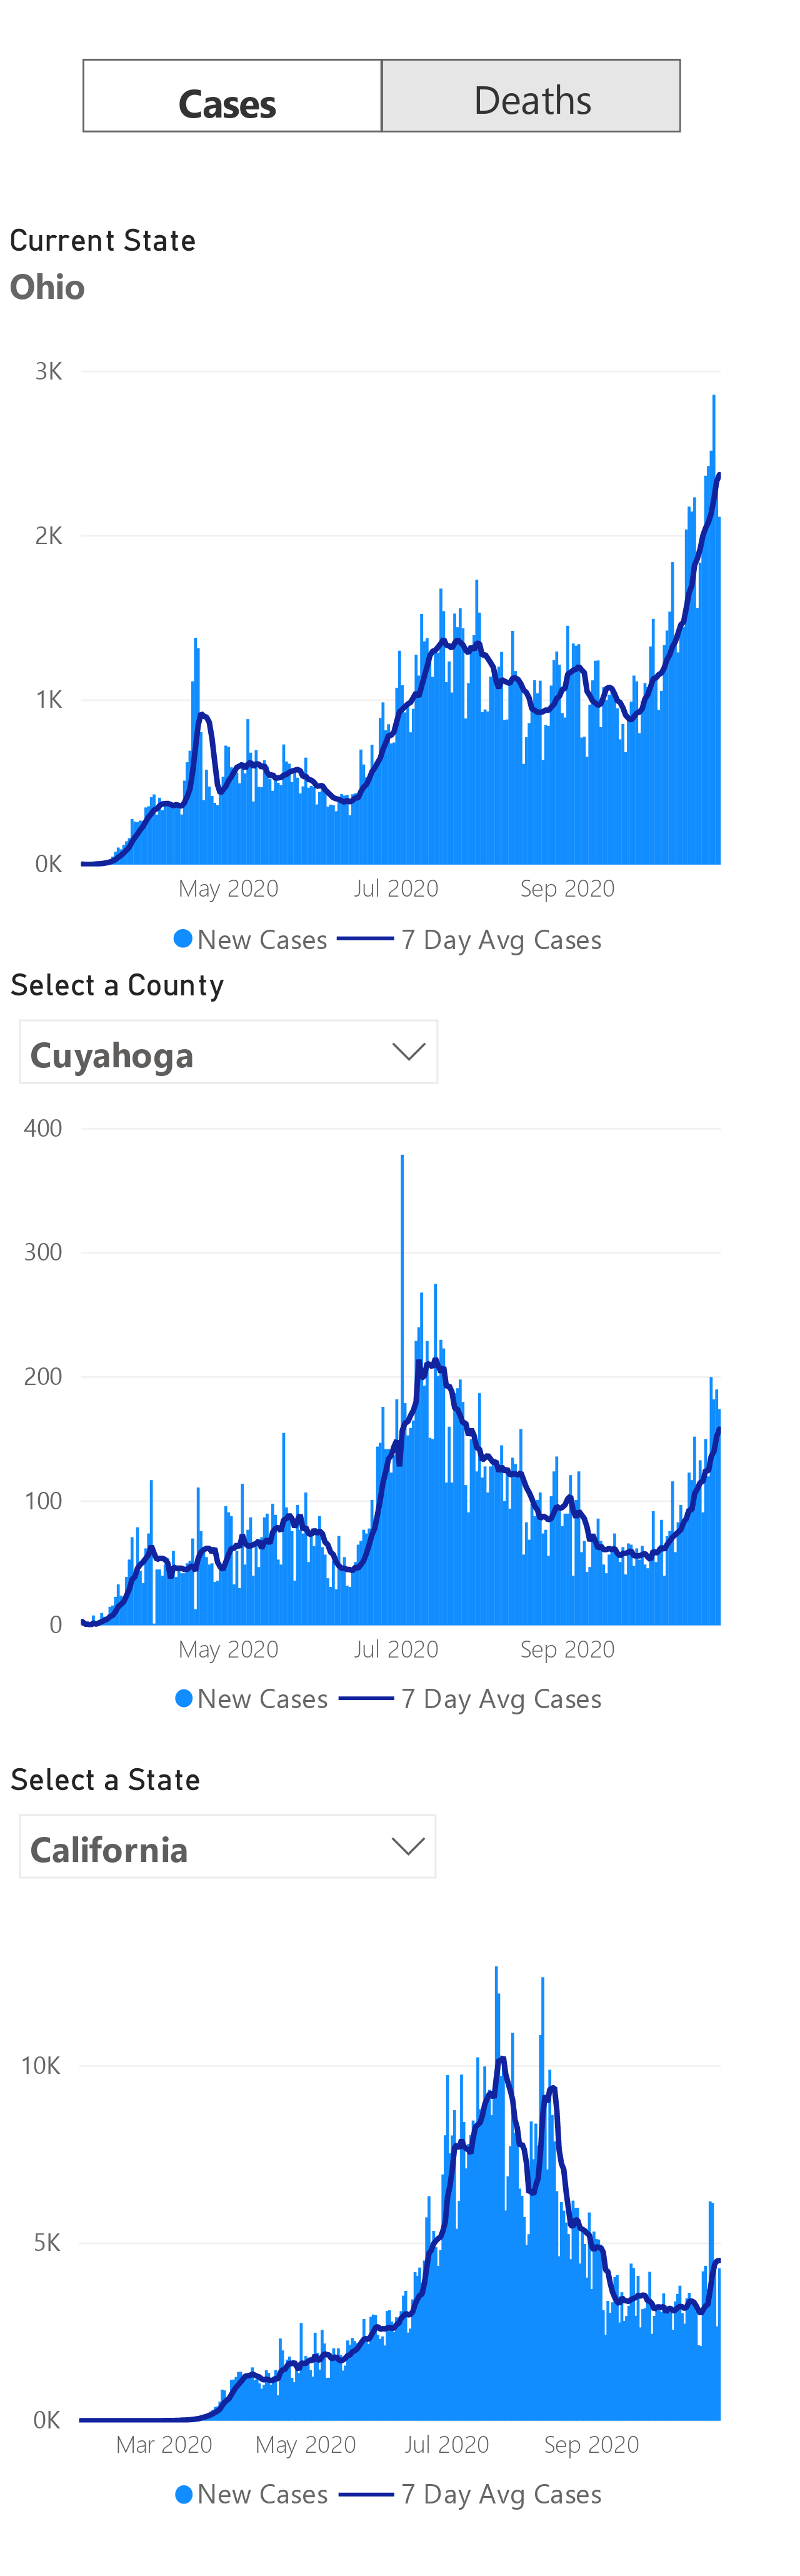 Cases Deaths
Current State
Ohio
3K
2K
1K
0K
May 2020 Jul 2020 Sep 2020
New Cases 7 Day Avg Cases
Select a County
Cuyahoga
400
300
200
100
0
May 2020 Jul 2020 Sep 2020
New Cases 7 Day Avg Cases
Select a State
California
10K
5K
0K
Mar 2020 May 2020 Jul 2020 Sep 2020
New Cases 7 Day Avg Cases